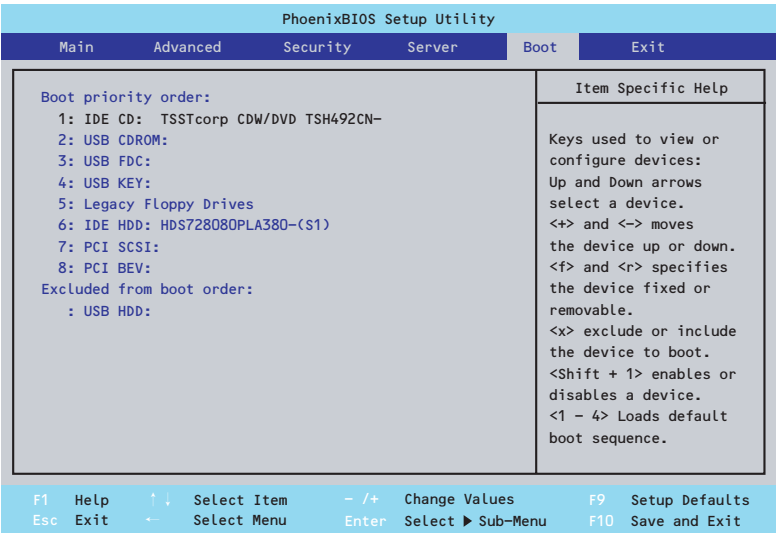 PhoenixBIOS Setup Utility
Main Advanced Security Server Boot Exit
Boot priority order:
1: IDE CD: TSSTcorp CDW/DVD TSH492CN-
2: USB CDROM:
3: USB FDC:
4: USB KEY:
5: Legacy Floppy Drives
6: IDE HDD: HDS728080PLA380-(S1)
7: PCI SCSI:
8: PCI BEV:
Excluded from boot order:
: USB HDD:
Item Specific Help
Keys used to view or
configure devices:
Up and Down arrows
select a device.
<+> and <-> moves
the device up or down.
<f> and <r> specifies
the device fixed or
removable.
<x> exclude or include
the device to boot.
<Shift + 1> enables or
disables a device.
<1 - 4> Loads default
boot sequence.
F1 Help ↑↓ Select Item - /+ Change Values F9 Setup Defaults
Esc Exit ← Select Menu Enter Select ▶ Sub-Menu F10 Save and Exit